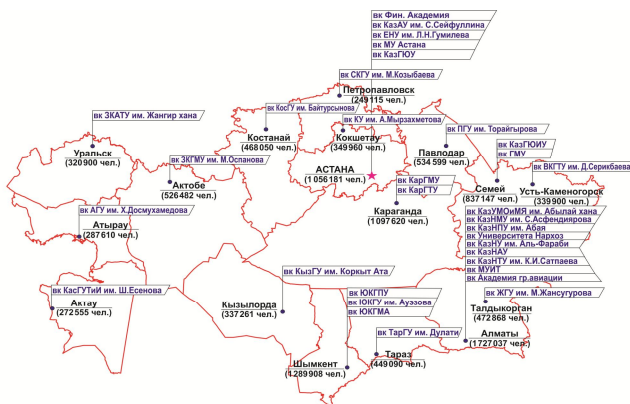 вк Фин. Академия
вк КазАУ им. С.Сейфуллина
вк ЕНУ им. Л.Н.Гумилева
вк МУ Астана
вк КазГЮУ
вк СКГУ им. М.Козыбаева
Петропавловск
(249115 чел.)
вк ЗКАТУ им. Жангир хана
Уральск
(320900 чел.)
вк КосГУ им. Байтурсынова
Костанай
(468050 чел.)
вк КУ им. А.Мырзахметова
Кокшетау
(349960 чел.)
вк ПГУ им. Торайгырова
Павлодар
(534599 чел.)
вк КазГЮИУ
вк ГМУ
Семей
(837147 чел.)
вк ВКГТУ им. Д.Серикбаева
Усть-Каменогорск
(339900 чел.)
вк ЗКГМУ им. М.Оспанова
Актобе
(526482 чел.)
АСТАНА
(1056181 чел.)
вк КарГМУ
вк КарГТУ
Караганда
(1097620 чел.)
вк АГУ им. Х.Досмухамедова
Атырау
(287610 чел.)
вк КазУМОиМЯ им. Абылай хана
вк КазНМУ им. С.Асфендиярова
вк КазНПУ им. Абая
вк Университета Нархоз
вк КазНУ им. Аль-Фараби
вк КазНАУ
вк КазНТУ им. К.И.Сатпаева
вк МУИТ
вк Академия гр.авиации
вк КасГУТиИ им. Ш.Есенова
Актау
(272555 чел.)
вк КызГУ им. Коркыт Ата
Кызылорда
(337261 чел.)
вк ЖГУ им. М.Жансугурова
Талдыкорган
(472868 чел.)
вк ЮКГПУ
вк ЮКГУ им. Ауэзова
вк ЮКГМА
Шымкент
(1289908 чел.)
вк ТарГУ им. Дулати
Тараз
(449090 чел.)
Алматы
(1727037 чел.)